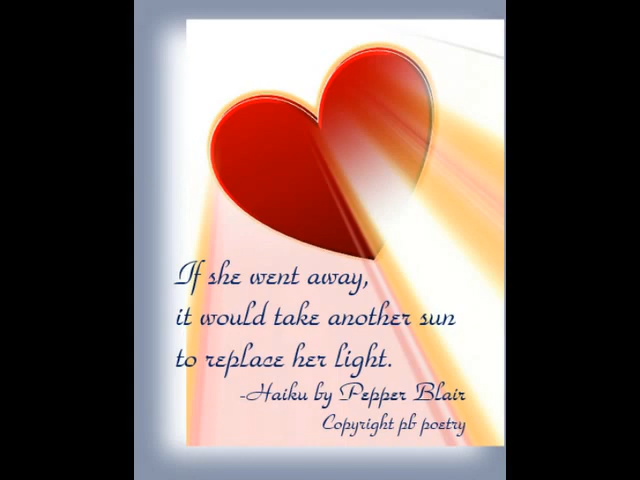 If she went away,
it would take another sun
to replace her light.
-Haiku by Pepper Blair
Copyright pb poetry